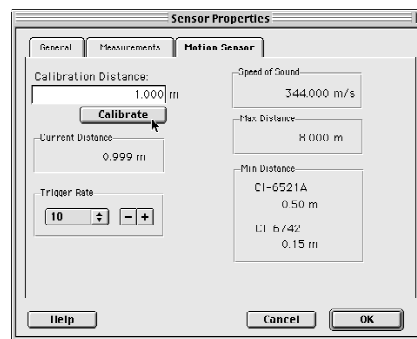 Sensor Properties
General
Measurements
Motion Sensor
Calibration Distance:
1.000 m
Calibrate
Current Distance
0.999 m
Trigger Rate
10
- +
Speed of Sound
344.000 m/s
Max Distance
8.000 m
Min Distance
CI-6521A
0.50 m
CI-6742
0.15 m
Help
Cancel
OK